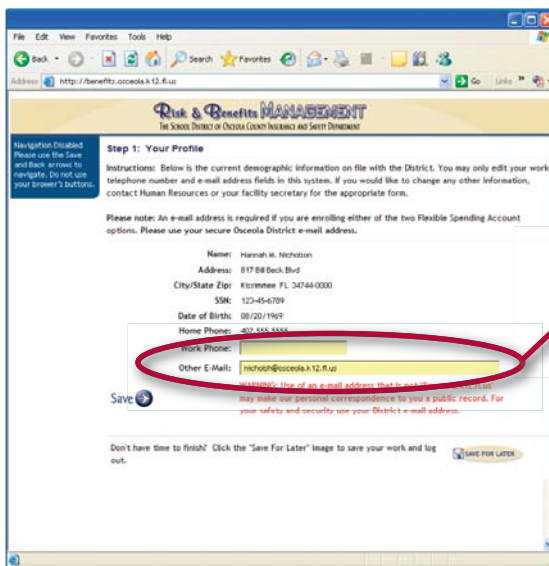 File Edit View Favorites Tools Help
Back Search Favorites
Address http://benefits.osceola.k12.fl.us Go Links »
Risk & Benefits MANAGEMENT
THE SCHOOL DISTRICT OF OSCEOLA COUNTY INSURANCE AND SAFETY DEPARTMENT
Navigation Disabled
Please use the Save
and Back arrows to
navigate. Do not use
your brower's buttons.
Step 1: Your Profile
Instructions: Below is the current demographic information on file with the District. You may only edit your work
telephone number and e-mail address fields in this system. If you would like to change any other information,
contact Human Resources or your facility secretary for the appropriate form.
Please note: An e-mail address is required if you are enrolling either of the two Flexible Spending Account
options. Please use your secure Osceola District e-mail address.
Name: Hannah M. Nicholson
Address: 817 Bill Beck Blvd
City/State Zip: Kissimmee FL 34744-0000
SSN: 123-45-6789
Date of Birth: 08/20/1969
Home Phone: 407 555 5555
Work Phone:
Other E-Mail: nicholsh@osceola.k12.fl.us
WARNING: Use of an e-mail address that is not
may make our personal correspondence to you a public record. For
your safety and security use your District e-mail address.
Save
Don't have time to finish? Click the "Save For Later" image to save your work and log
out.
SAVE FOR LATER